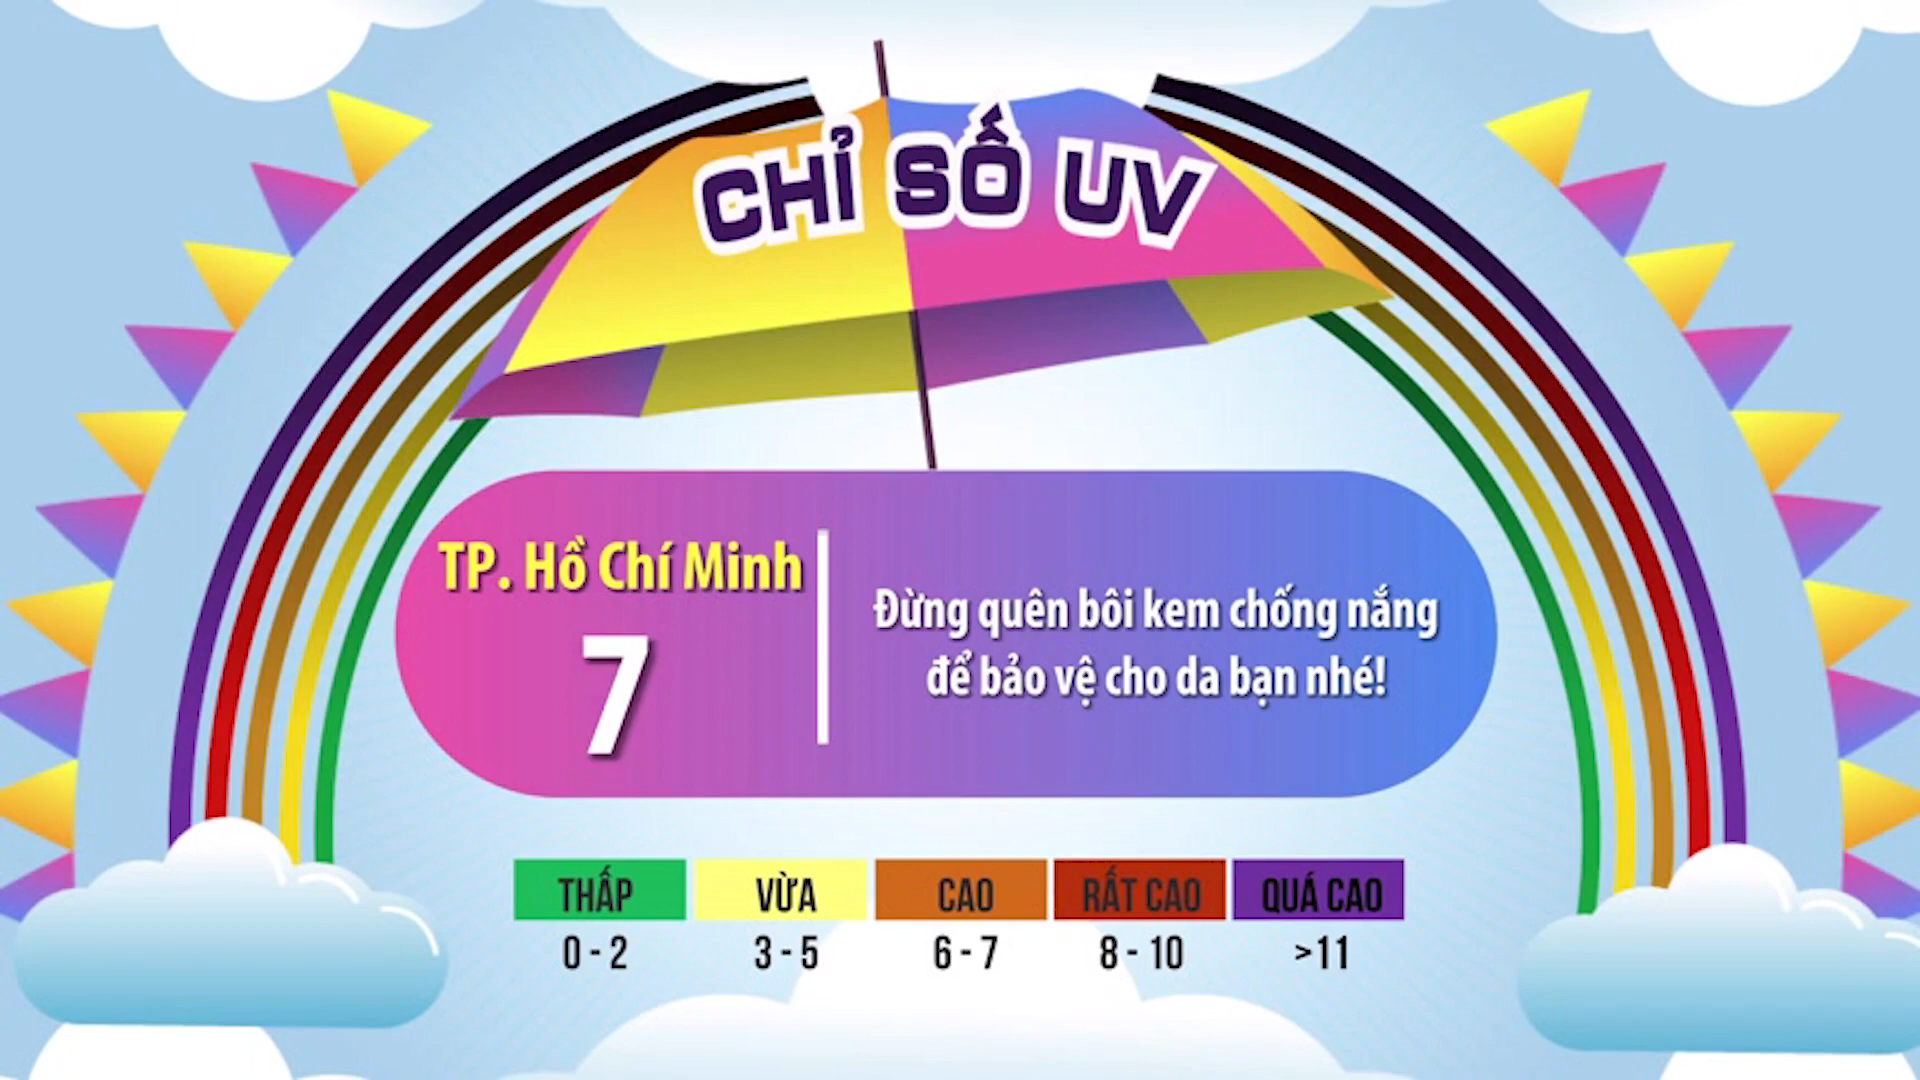 CHỈ SỐ UV
TP. Hồ Chí Minh
7
Đừng quên bôi kem chống nắng
để bảo vệ cho da bạn nhé!
THẤP VỪA CAO RẤT CAO QUÁ CAO
0 - 2 3 - 5 6 - 7 8 - 10 >11